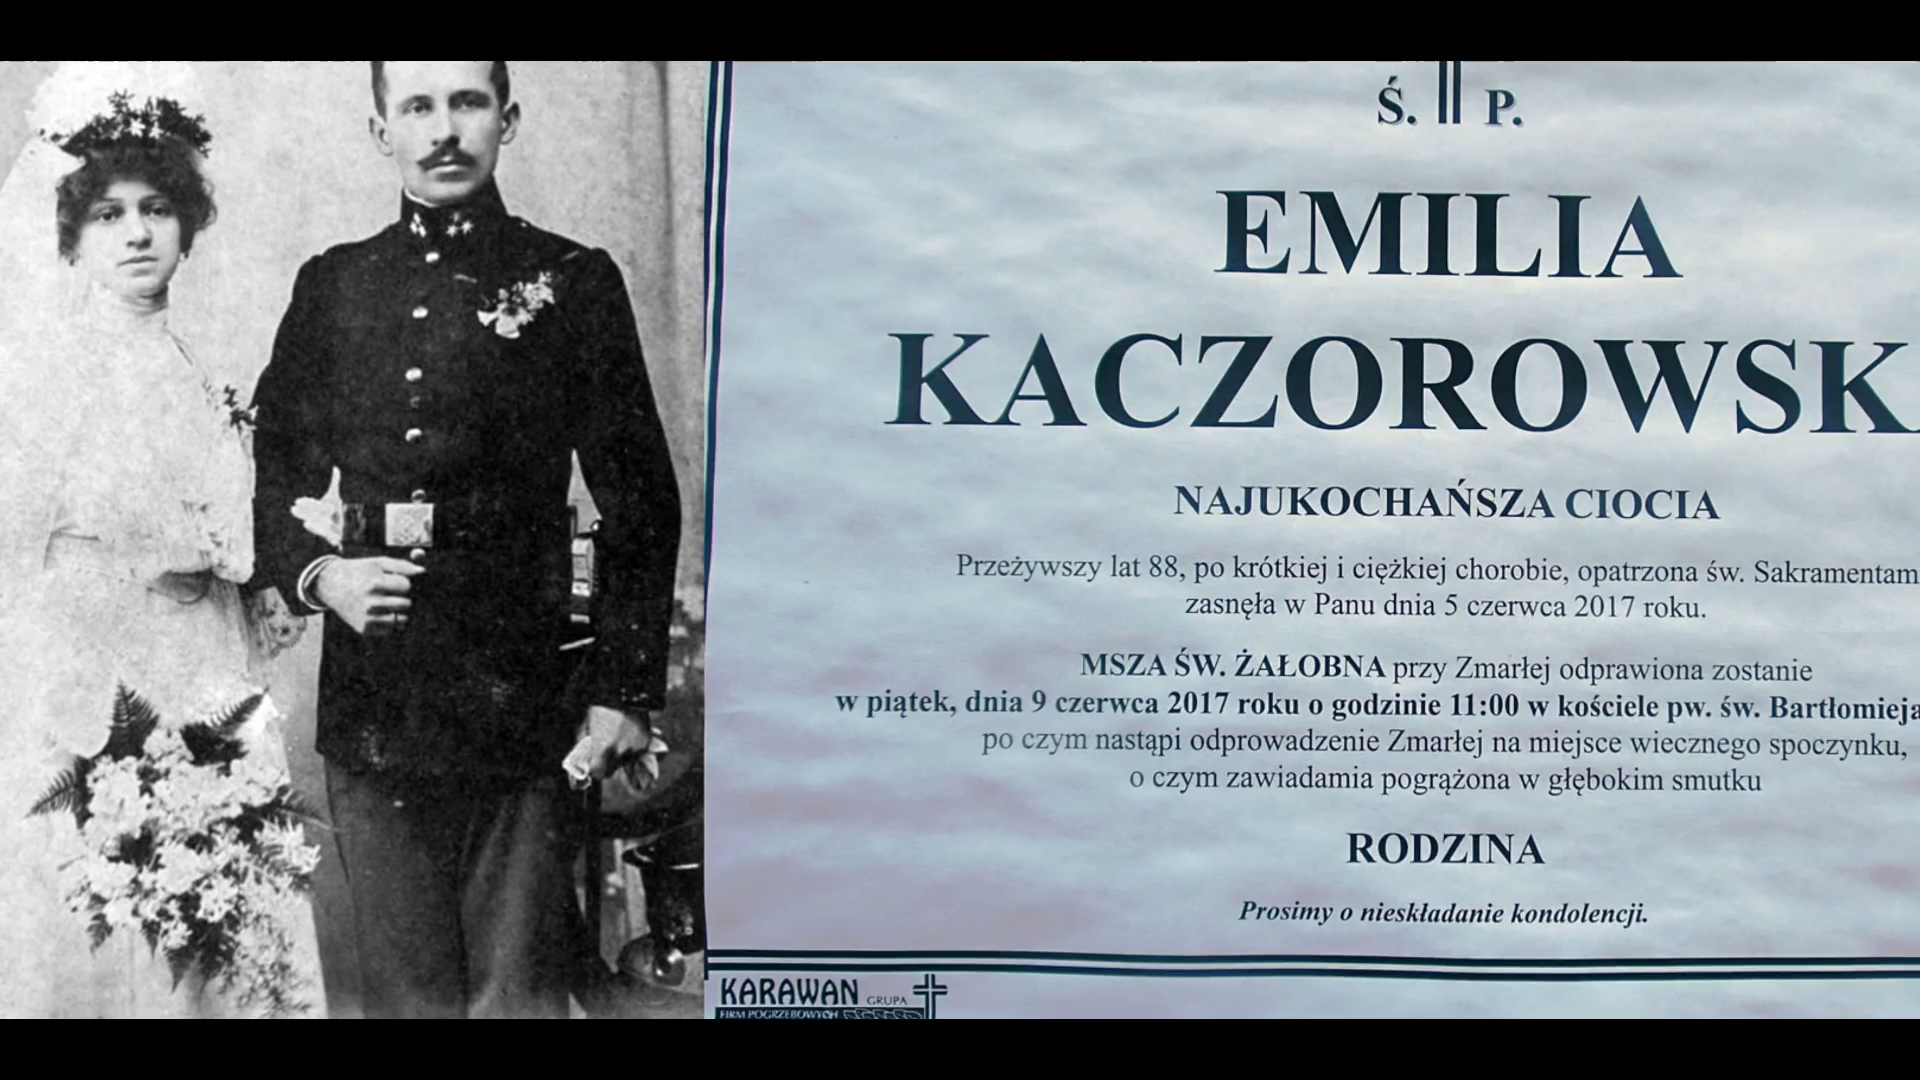 Ś. P.
EMILIA
KACZOROWSK
NAJUKOCHAŃSZA CIOCIA
Przeżywszy lat 88, po krótkiej i ciężkiej chorobie, opatrzona św. Sakramentam
zasnęła w Panu dnia 5 czerwca 2017 roku.
MSZA ŚW. ŻAŁOBNA przy Zmarłej odprawiona zostanie
w piątek, dnia 9 czerwca 2017 roku o godzinie 11:00 w kościele pw. św. Bartłomieja
po czym nastąpi odprowadzenie Zmarłej na miejsce wiecznego spoczynku,
o czym zawiadamia pogrążona w głębokim smutku
RODZINA
Prosimy o nieskładanie kondolencji.
KARAWAN GRUPA
FIRM POGRZEBOWYCH